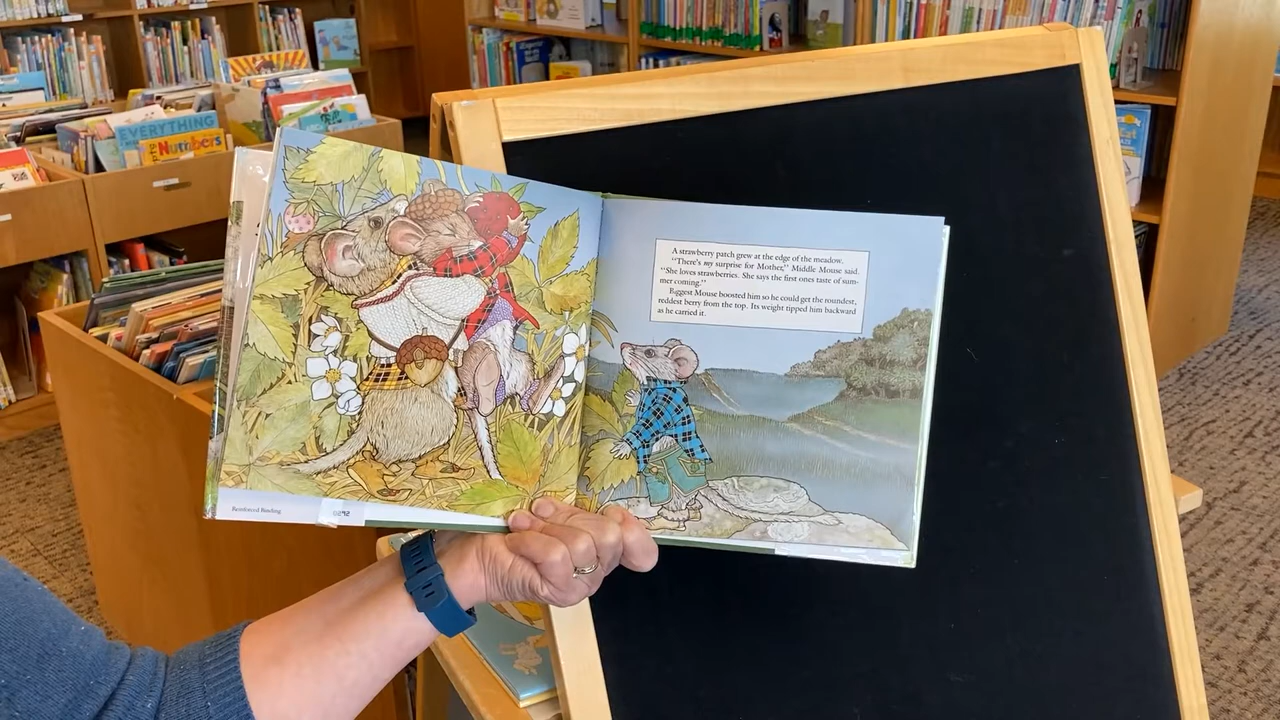 EVERYTHING
Numbers
A strawberry patch grew at the edge of the meadow.
"There's my surprise for Mother," Middle Mouse said.
"She loves strawberries. She says the first ones taste of sum-
mer coming."
Biggest Mouse boosted him so he could get the roundest,
reddest berry from the top. Its weight tipped him backward
as he carried it.
Reinforced Binding